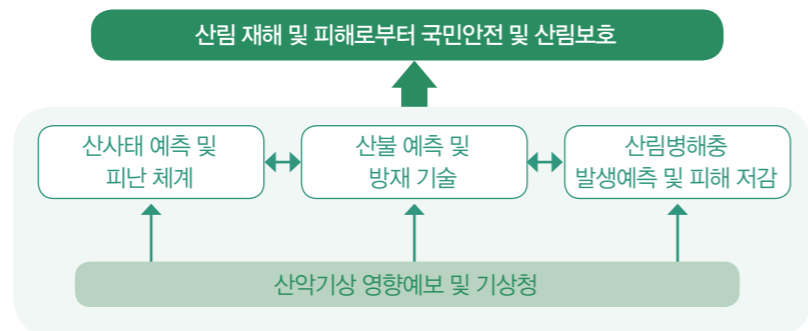 산림 재해 및 피해로부터 국민안전 및 산림보호
산사태 예측 및
피난 체계
산불 예측 및
방재 기술
산림병해충
발생예측 및 피해 저감
산악기상 영향예보 및 기상청